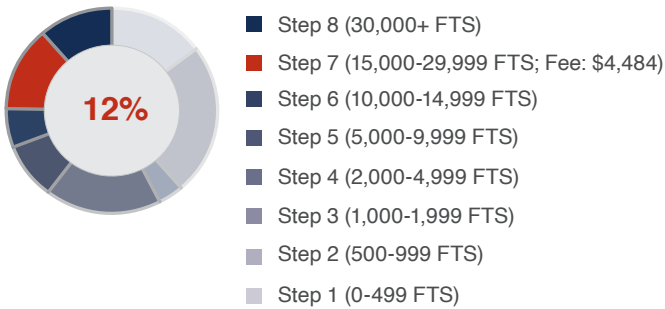 12%
Step 8 (30,000+ FTS)
Step 7 (15,000-29,999 FTS; Fee: $4,484)
Step 6 (10,000-14,999 FTS)
Step 5 (5,000-9,999 FTS)
Step 4 (2,000-4,999 FTS)
Step 3 (1,000-1,999 FTS)
Step 2 (500-999 FTS)
Step 1 (0-499 FTS)